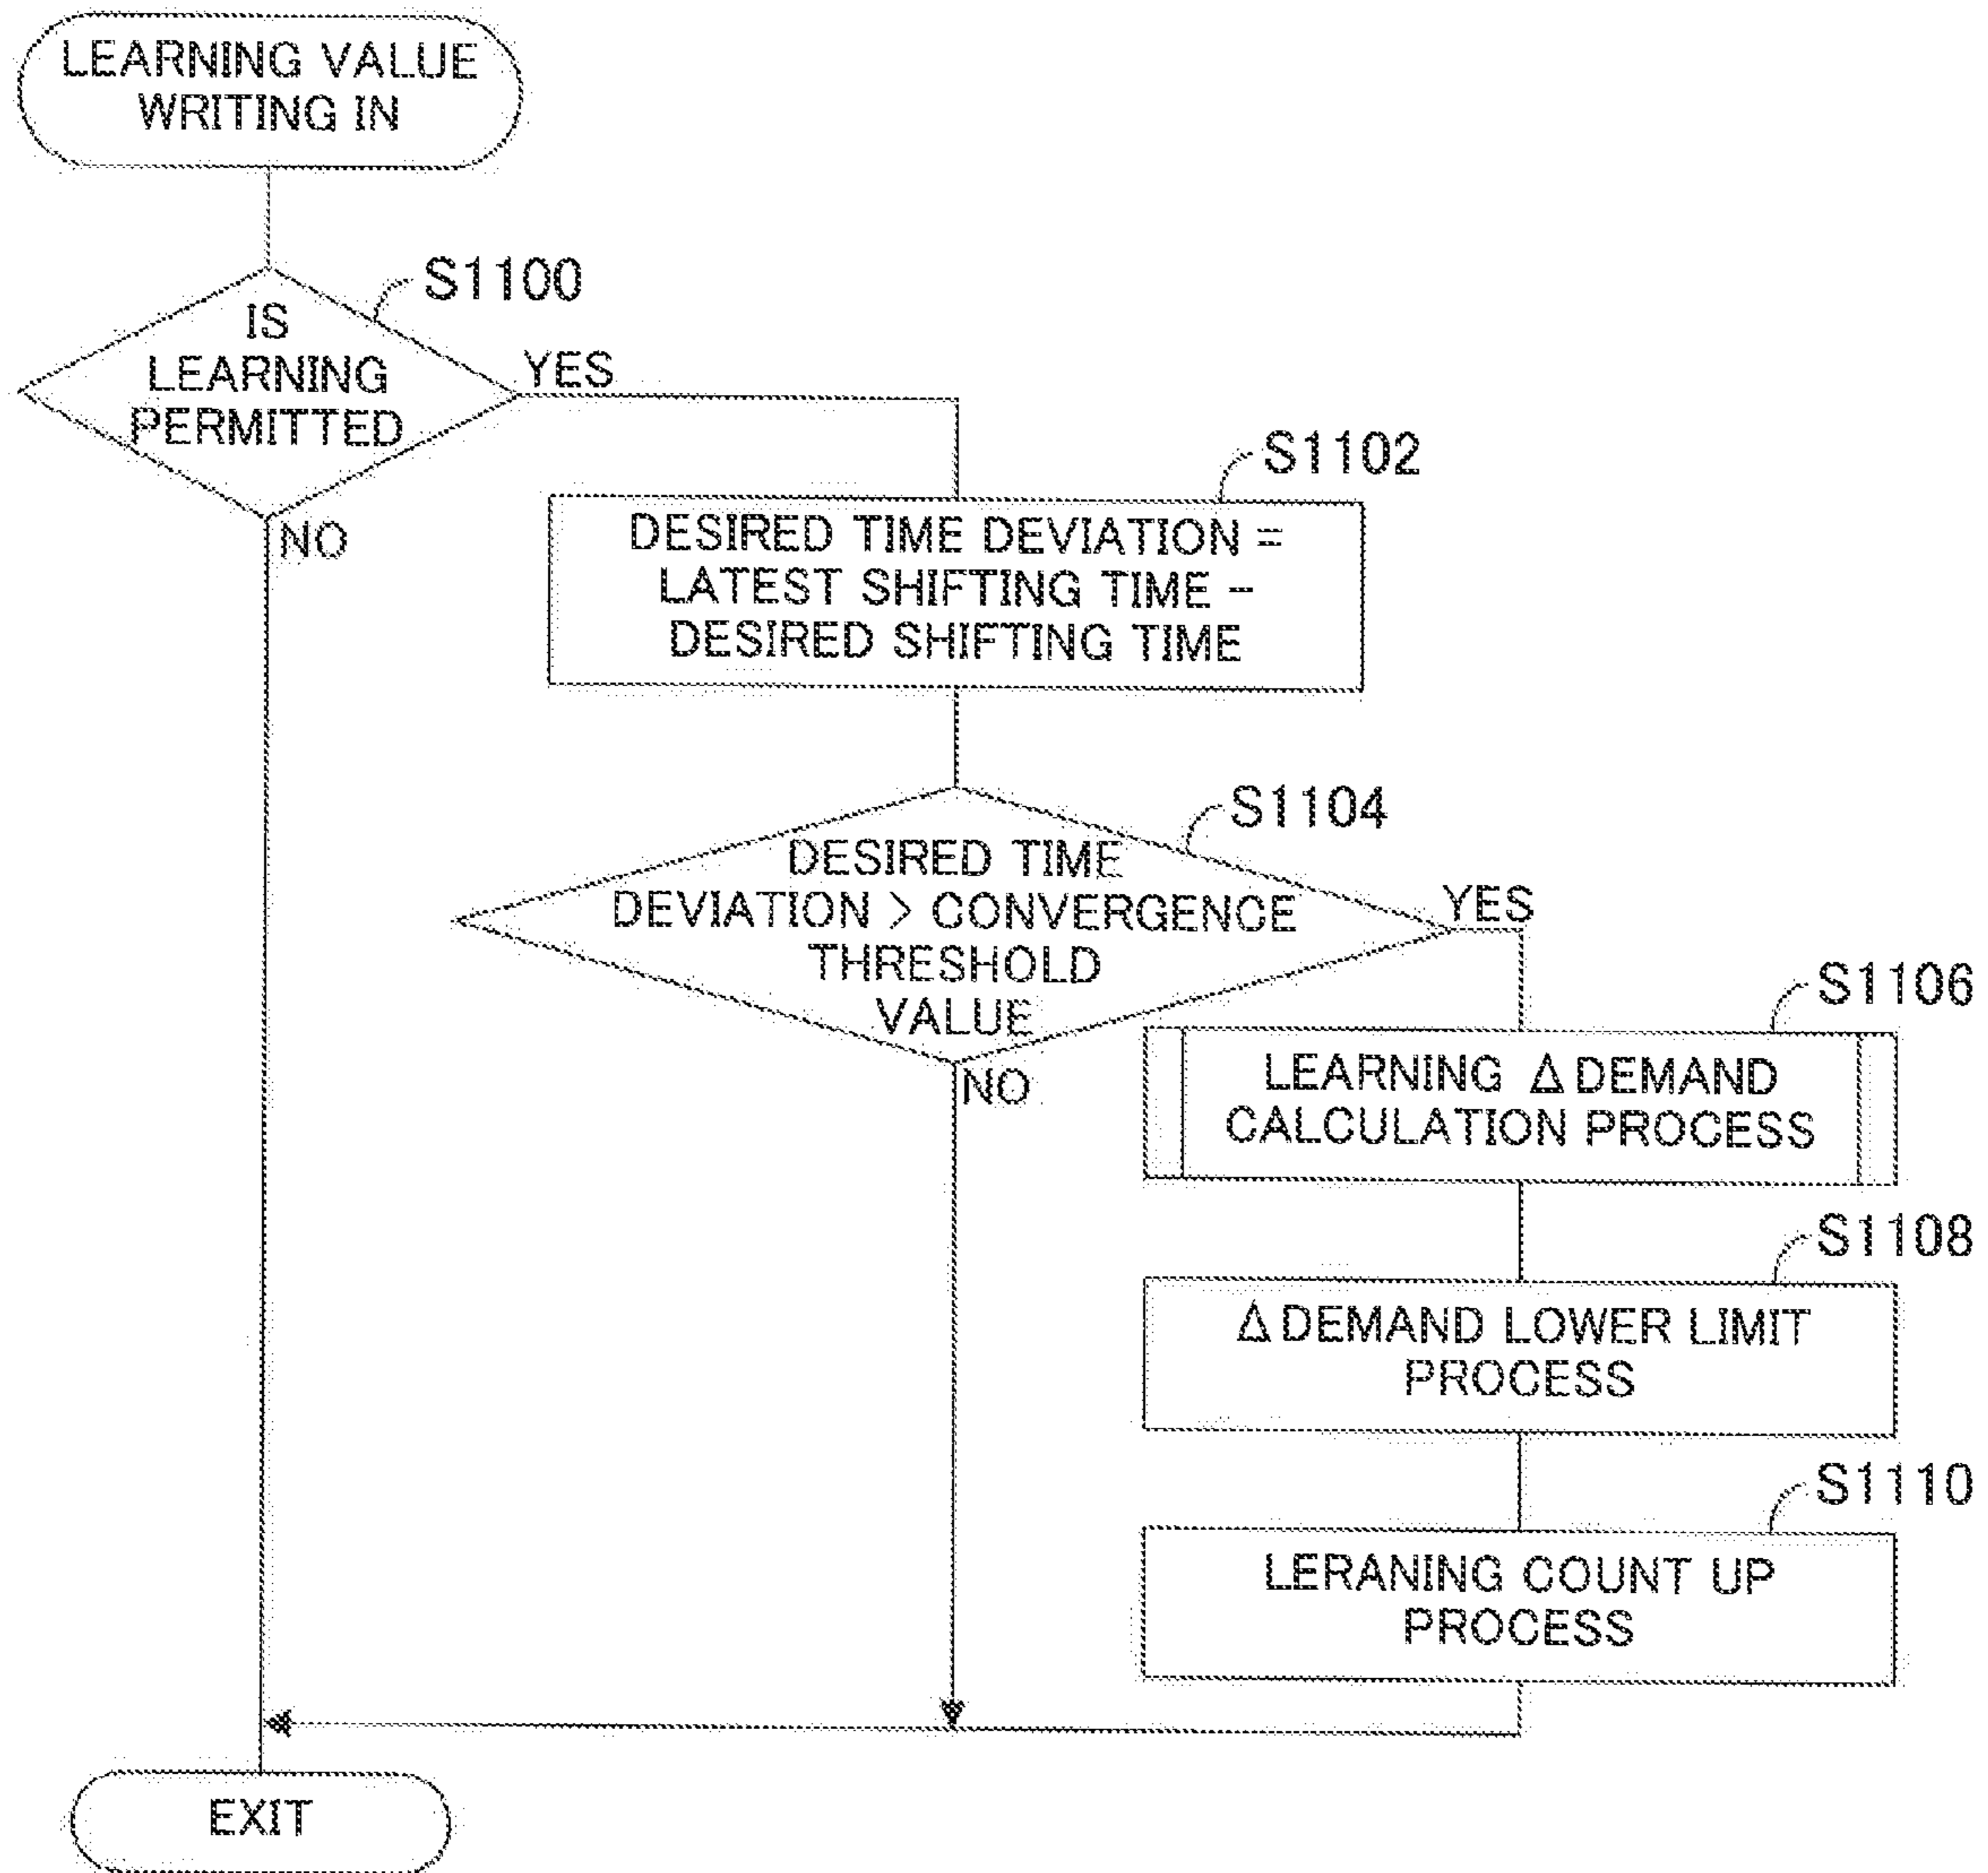 LEARNING VALUE
WRITING IN
S1100
IS
LEARNING
PERMITTED
YES
NO
S1102
DESIRED TIME DEVIATION =
LATEST SHIFTING TIME -
DESIRED SHIFTING TIME
S1104
DESIRED TIME
DEVIATION > CONVERGENCE
THRESHOLD
VALUE
YES
NO
S1106
LEARNING Δ DEMAND
CALCULATION PROCESS
S1108
Δ DEMAND LOWER LIMIT
PROCESS
S1110
LERANING COUNT UP
PROCESS
EXIT